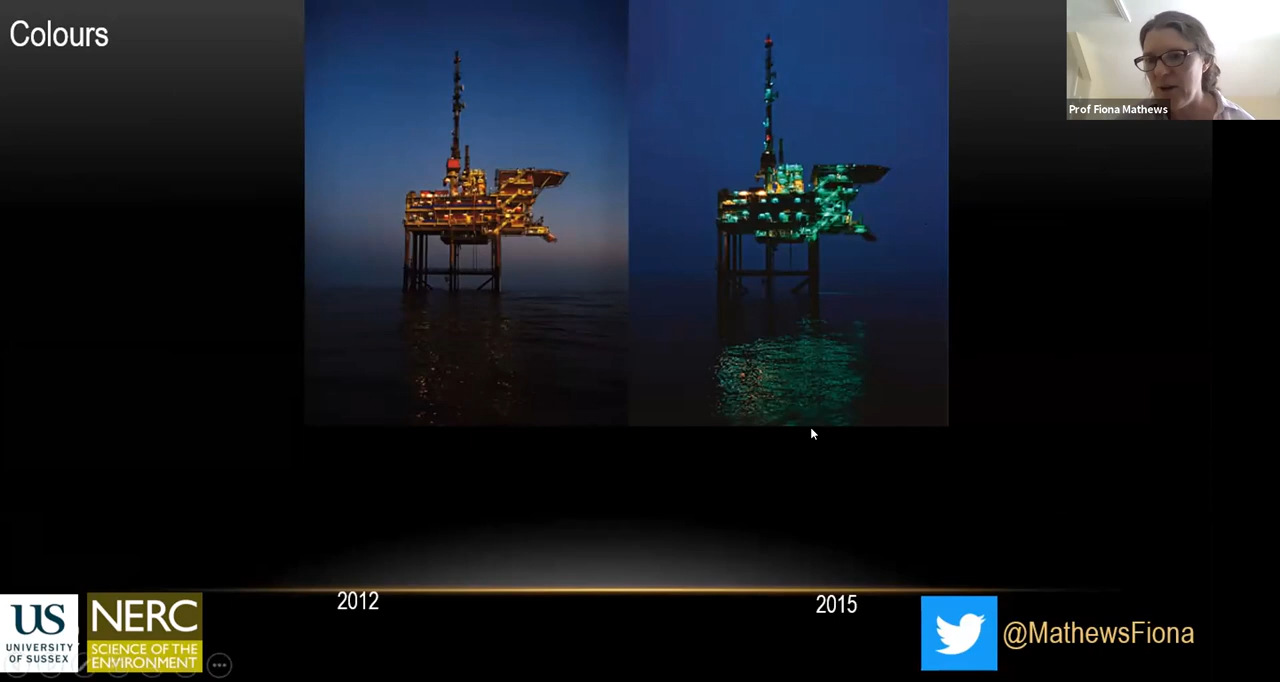 Colours
Prof Fiona Mathews
2012
2015
US
UNIVERSITY
OF SUSSEX
NERC
SCIENCE OF THE
ENVIRONMENT
@MathewsFiona